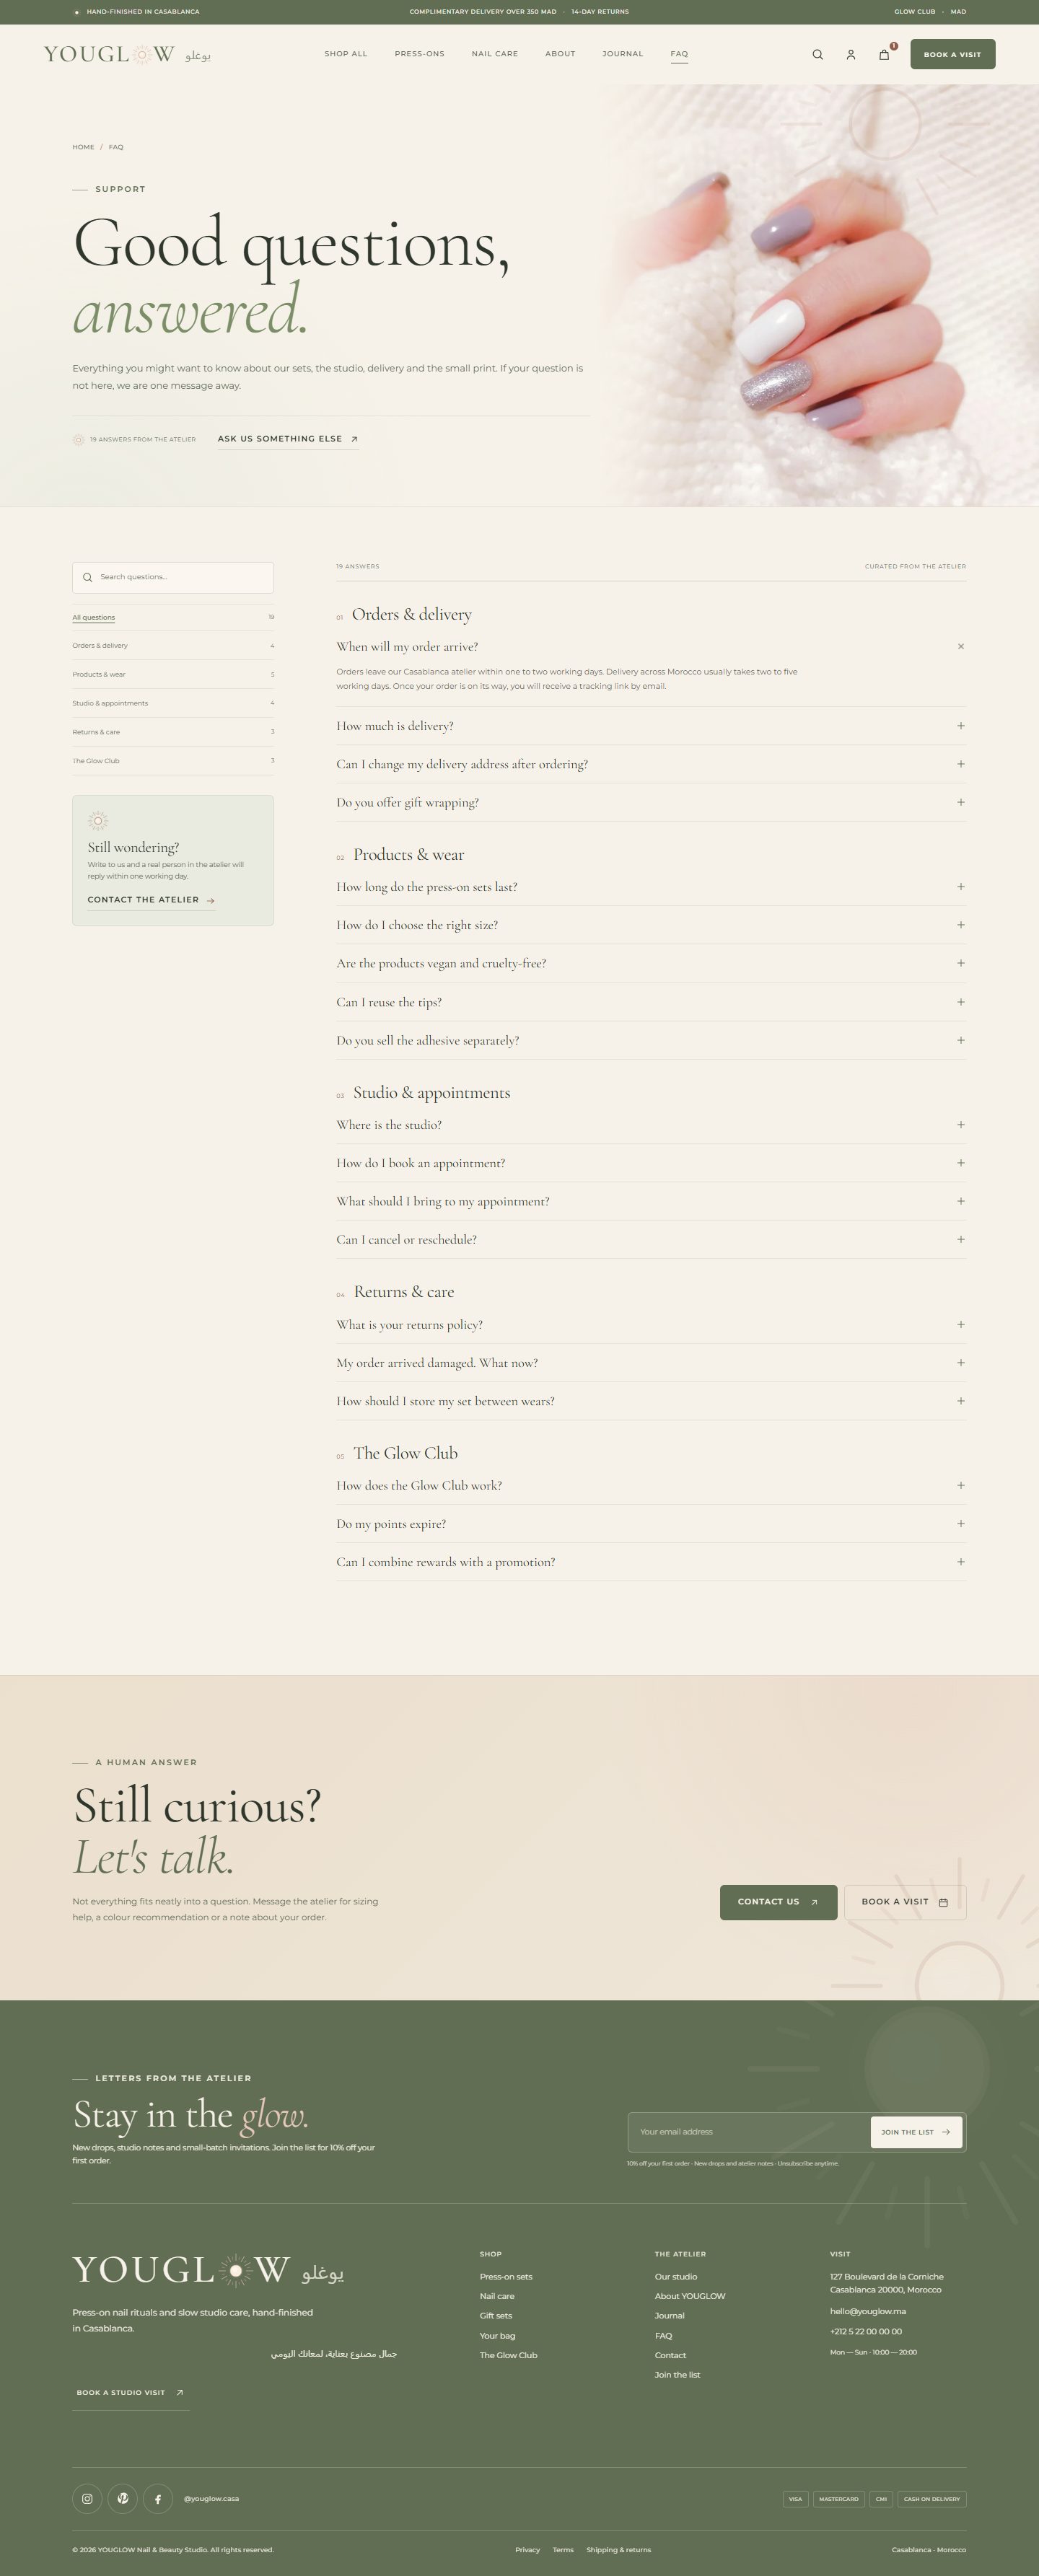 HAND-FINISHED IN CASABLANCA
COMPLIMENTARY DELIVERY OVER 350 MAD · 14-DAY RETURNS
GLOW CLUB · MAD
YOUGLOW يوغلو
SHOP ALL
PRESS-ONS
NAIL CARE
ABOUT
JOURNAL
FAQ
1
BOOK A VISIT
HOME / FAQ
SUPPORT
Good questions,
answered.
Everything you might want to know about our sets, the studio, delivery and the small print. If your question is
not here, we are one message away.
19 ANSWERS FROM THE ATELIER
ASK US SOMETHING ELSE
Search questions...
All questions 19
Orders & delivery 4
Products & wear 5
Studio & appointments 4
Returns & care 3
The Glow Club 3
Still wondering?
Write to us and a real person in the atelier will
reply within one working day.
CONTACT THE ATELIER
19 ANSWERS
CURATED FROM THE ATELIER
01 Orders & delivery
When will my order arrive?
Orders leave our Casablanca atelier within one to two working days. Delivery across Morocco usually takes two to five
working days. Once your order is on its way, you will receive a tracking link by email.
How much is delivery?
Can I change my delivery address after ordering?
Do you offer gift wrapping?
02 Products & wear
How long do the press-on sets last?
How do I choose the right size?
Are the products vegan and cruelty-free?
Can I reuse the tips?
Do you sell the adhesive separately?
03 Studio & appointments
Where is the studio?
How do I book an appointment?
What should I bring to my appointment?
Can I cancel or reschedule?
04 Returns & care
What is your returns policy?
My order arrived damaged. What now?
How should I store my set between wears?
05 The Glow Club
How does the Glow Club work?
Do my points expire?
Can I combine rewards with a promotion?
A HUMAN ANSWER
Still curious?
Let's talk.
Not everything fits neatly into a question. Message the atelier for sizing
help, a colour recommendation or a note about your order.
CONTACT US
BOOK A VISIT
LETTERS FROM THE ATELIER
Stay in the glow.
New drops, studio notes and small-batch invitations. Join the list for 10% off your
first order.
Your email address
JOIN THE LIST
10% off your first order · New drops and atelier notes · Unsubscribe anytime.
YOUGLOW يوغلو
Press-on nail rituals and slow studio care, hand-finished
in Casablanca.
جمال مصنوع بعناية، لمعانك اليومي
BOOK A STUDIO VISIT
SHOP
Press-on sets
Nail care
Gift sets
Your bag
The Glow Club
THE ATELIER
Our studio
About YOUGLOW
Journal
FAQ
Contact
Join the list
VISIT
127 Boulevard de la Corniche
Casablanca 20000, Morocco
hello@youglow.ma
+212 5 22 00 00 00
Mon — Sun · 10:00 — 20:00
@youglow.casa
VISA
MASTERCARD
CMI
CASH ON DELIVERY
© 2026 YOUGLOW Nail & Beauty Studio. All rights reserved.
Privacy
Terms
Shipping & returns
Casablanca · Morocco